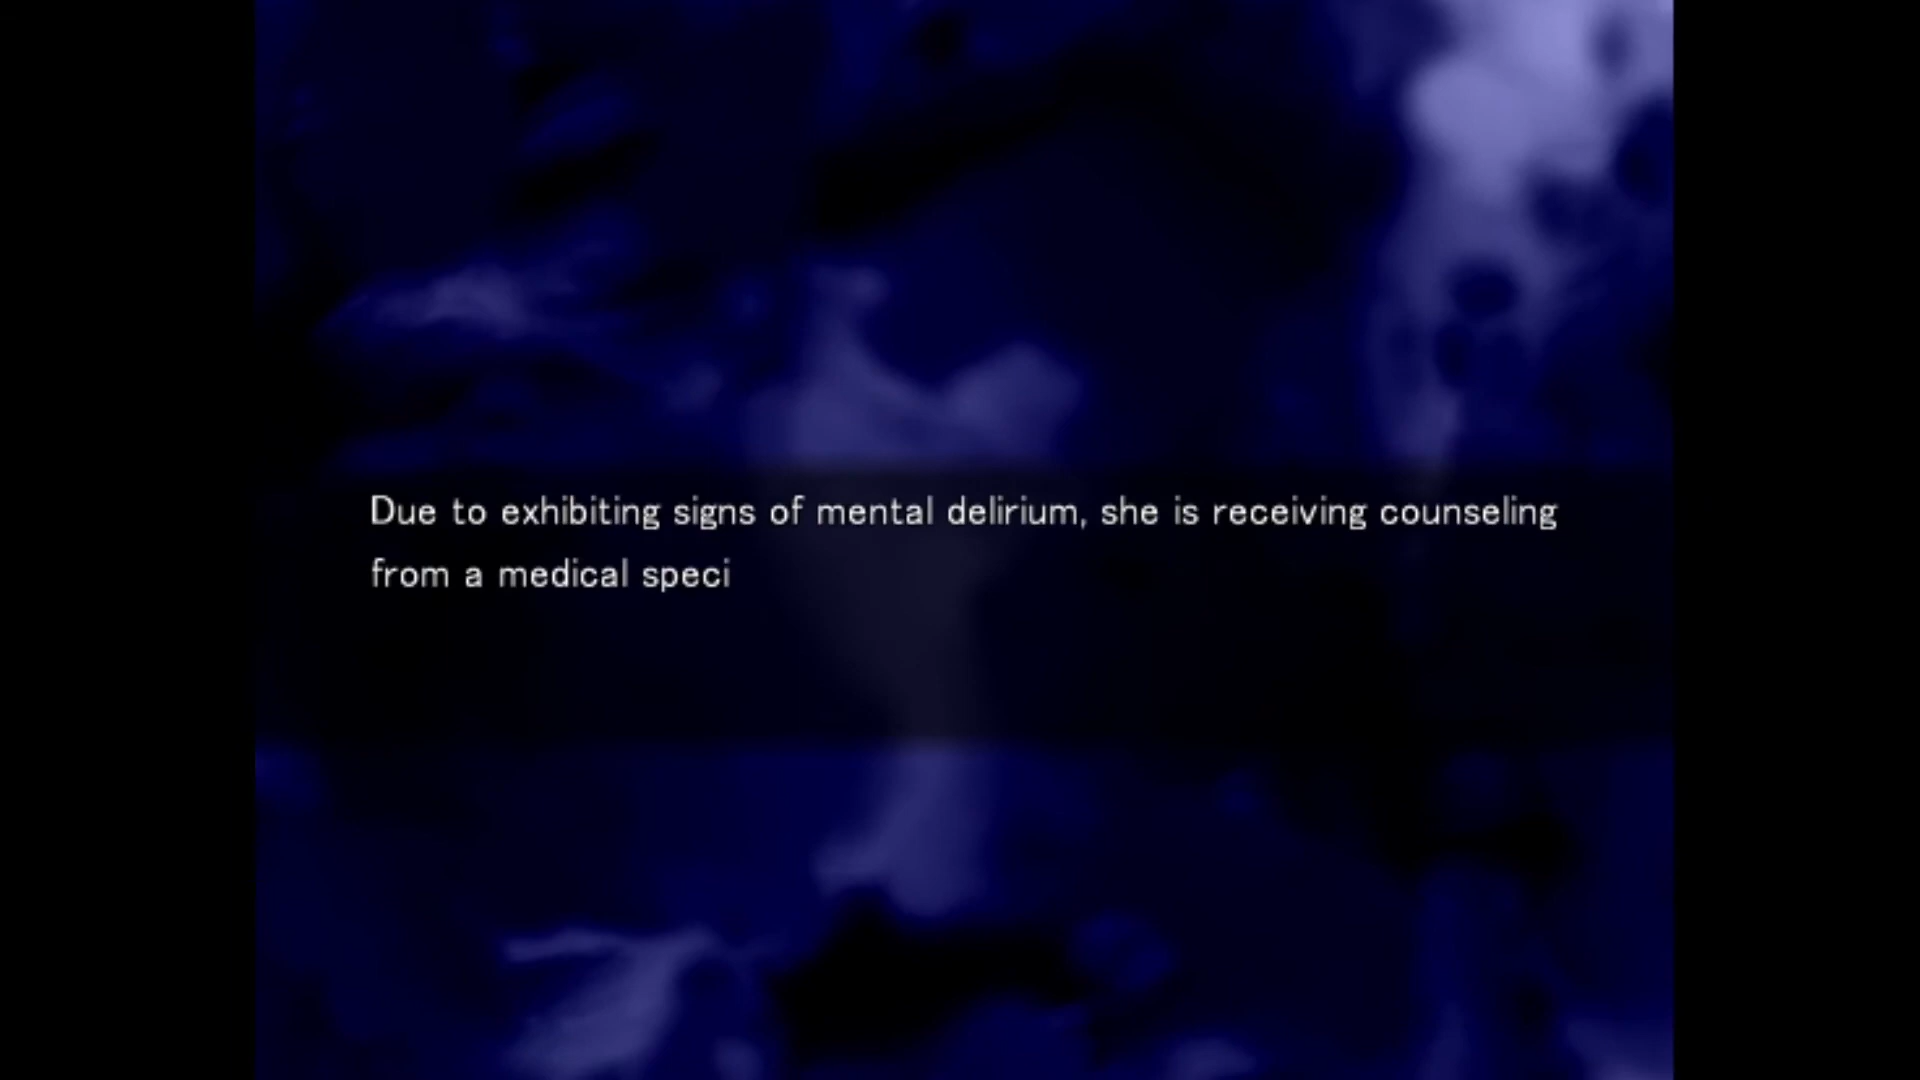 Due to exhibiting signs of mental delirium, she is receiving counseling
from a medical speci